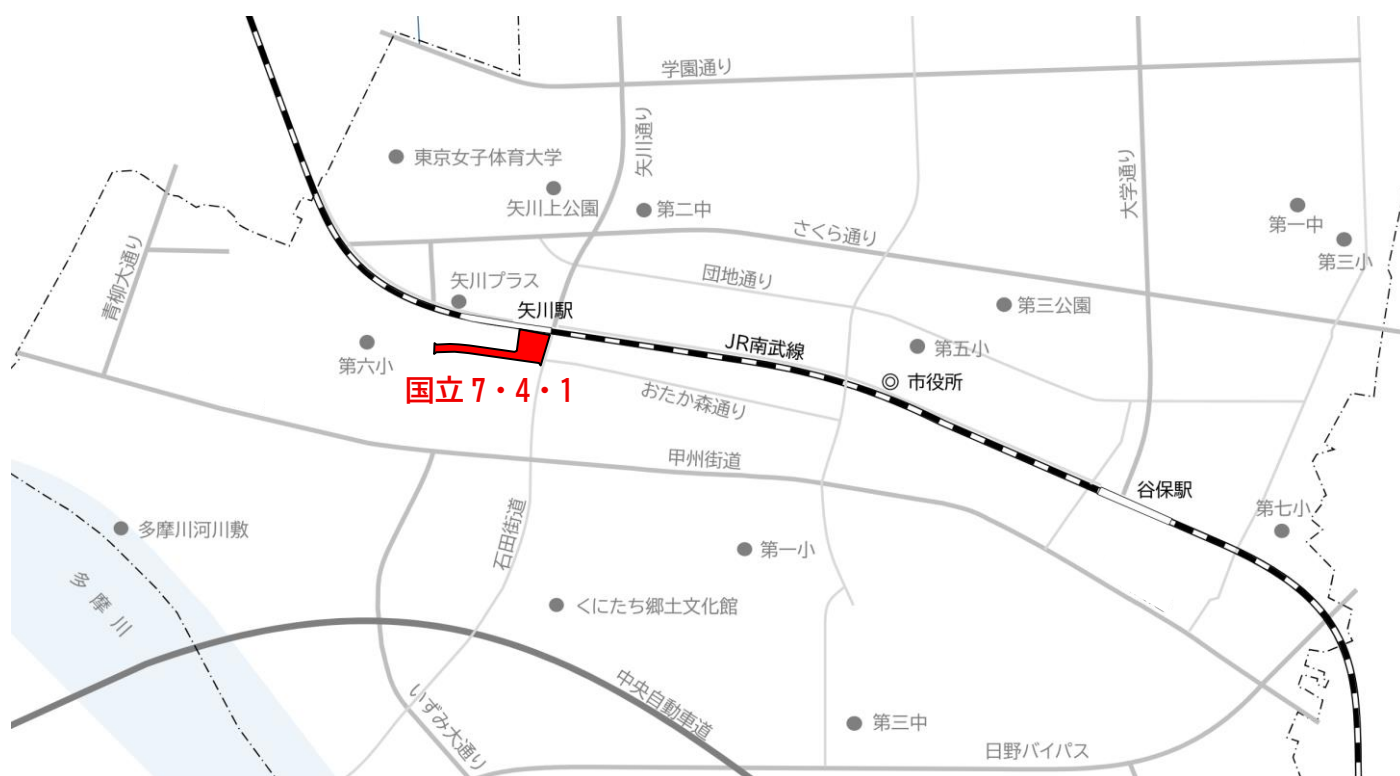 学園通り
矢川通り
東京女子体育大学
大学通り
矢川上公園
第二中
第一中
さくら通り
第三小
青柳大通り
団地通り
矢川プラス
矢川駅
第三公園
JR南武線
第五小
第六小
市役所
国立7・4・1
おたか森通り
甲州街道
谷保駅
第七小
石田街道
多摩川河川敷
第一小
多摩川
くにたち郷土文化館
中央自動車道
いずみ大通り
第三中
日野バイパス